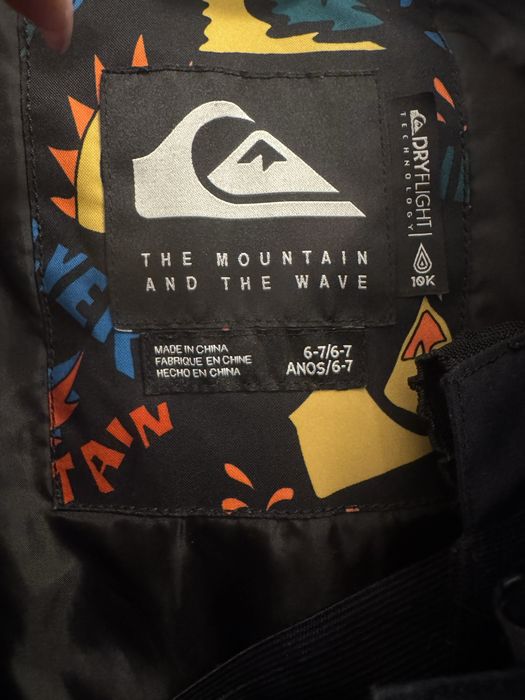 THE MOUNTAIN
AND THE WAVE
DRYFLIGHT
TECHNOLOGY
10K
MADE IN CHINA
FABRIQUE EN CHINE
HECHO EN CHINA
6-7/6-7
ANOS/6-7
TAIN